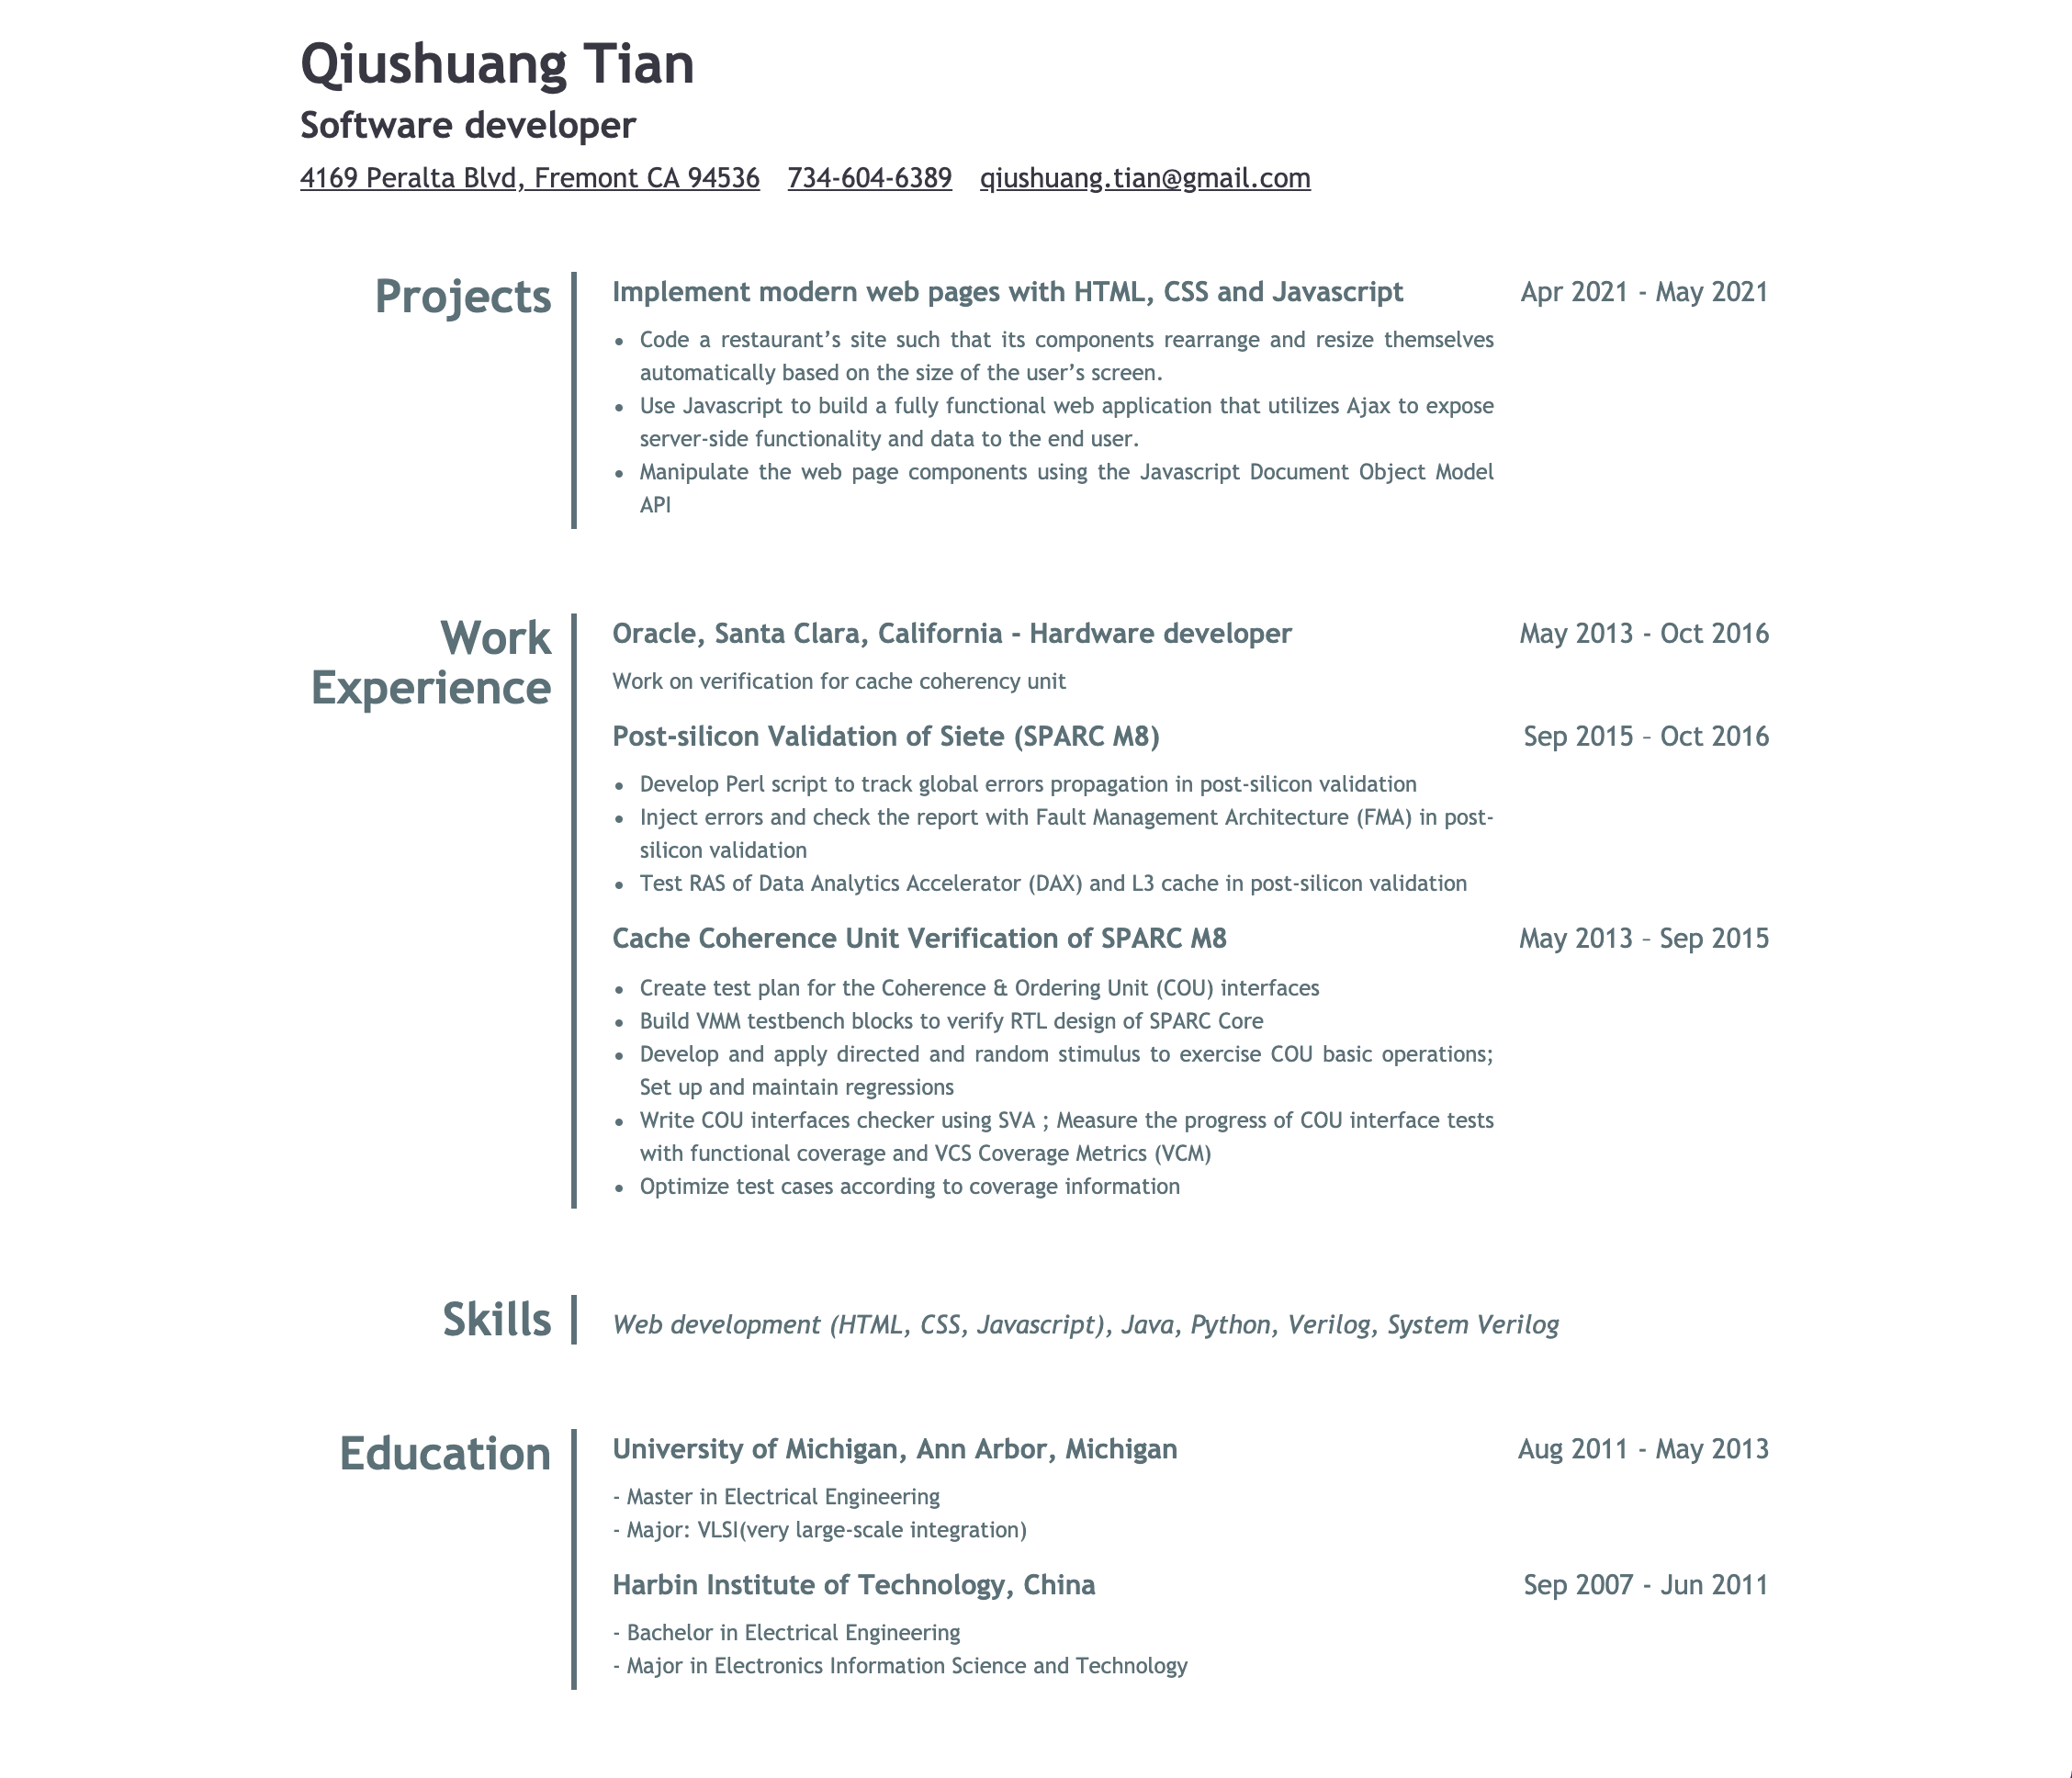 Qiushuang Tian
Software developer
4169 Peralta Blvd, Fremont CA 94536 734-604-6389 qiushuang.tian@gmail.com
Projects
Implement modern web pages with HTML, CSS and Javascript Apr 2021 - May 2021
• Code a restaurant’s site such that its components rearrange and resize themselves
automatically based on the size of the user’s screen.
• Use Javascript to build a fully functional web application that utilizes Ajax to expose
server-side functionality and data to the end user.
• Manipulate the web page components using the Javascript Document Object Model
API
Work
Experience
Oracle, Santa Clara, California - Hardware developer May 2013 - Oct 2016
Work on verification for cache coherency unit
Post-silicon Validation of Siete (SPARC M8) Sep 2015 – Oct 2016
• Develop Perl script to track global errors propagation in post-silicon validation
• Inject errors and check the report with Fault Management Architecture (FMA) in post-
silicon validation
• Test RAS of Data Analytics Accelerator (DAX) and L3 cache in post-silicon validation
Cache Coherence Unit Verification of SPARC M8 May 2013 – Sep 2015
• Create test plan for the Coherence & Ordering Unit (COU) interfaces
• Build VMM testbench blocks to verify RTL design of SPARC Core
• Develop and apply directed and random stimulus to exercise COU basic operations;
Set up and maintain regressions
• Write COU interfaces checker using SVA ; Measure the progress of COU interface tests
with functional coverage and VCS Coverage Metrics (VCM)
• Optimize test cases according to coverage information
Skills
Web development (HTML, CSS, Javascript), Java, Python, Verilog, System Verilog
Education
University of Michigan, Ann Arbor, Michigan Aug 2011 - May 2013
- Master in Electrical Engineering
- Major: VLSI(very large-scale integration)
Harbin Institute of Technology, China Sep 2007 - Jun 2011
- Bachelor in Electrical Engineering
- Major in Electronics Information Science and Technology